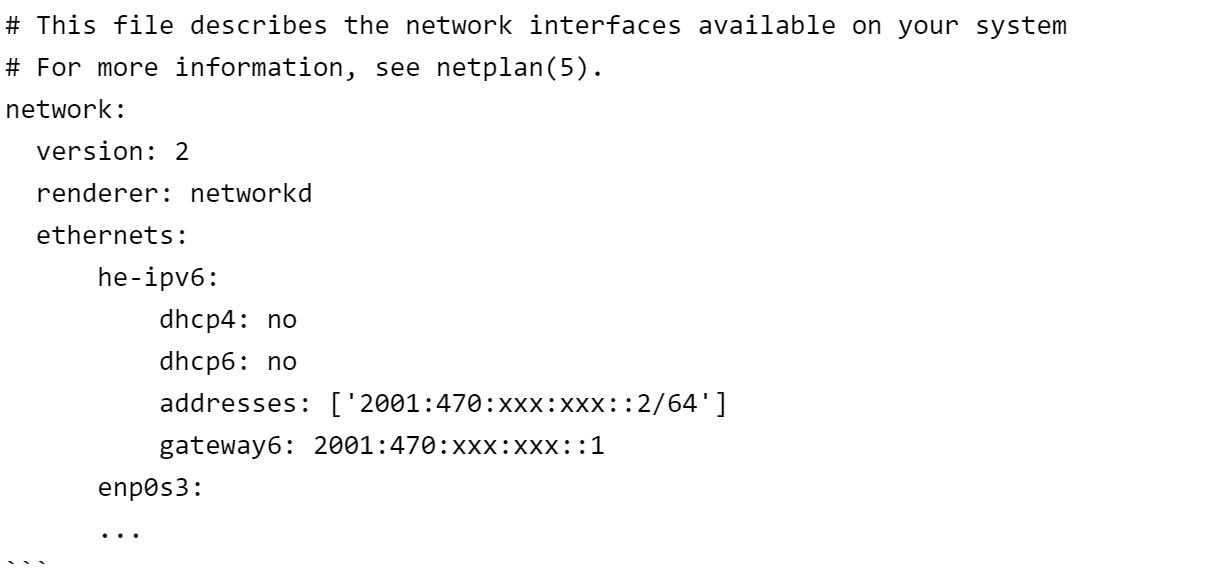 # This file describes the network interfaces available on your system
# For more information, see netplan(5).
network:
  version: 2
  renderer: networkd
  ethernets:
      he-ipv6:
          dhcp4: no
          dhcp6: no
          addresses: ['2001:470:xxx:xxx::2/64']
          gateway6: 2001:470:xxx:xxx::1
      enp0s3:
      ...
```